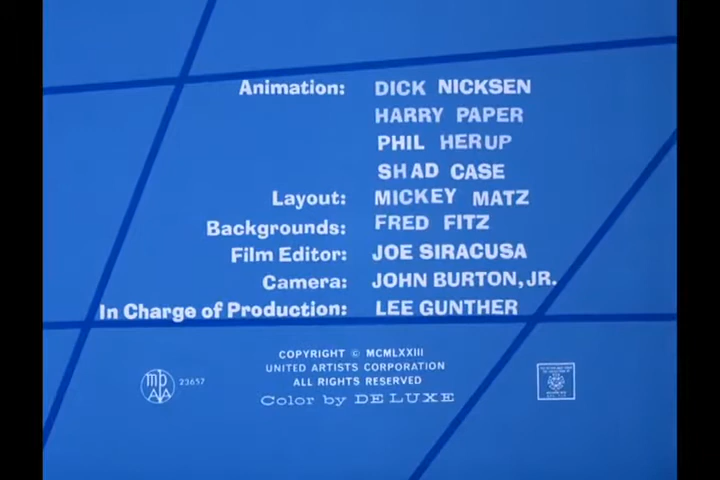 Animation: DICK NICKSEN
HARRY PAPER
PHIL HERUP
SHAD CASE
Layout: MICKEY MATZ
Backgrounds: FRED FITZ
Film Editor: JOE SIRACUSA
Camera: JOHN BURTON, JR.
In Charge of Production: LEE GUNTHER
COPYRIGHT © MCMLXXIII
UNITED ARTISTS CORPORATION
ALL RIGHTS RESERVED
Color by DE LUXE
23657